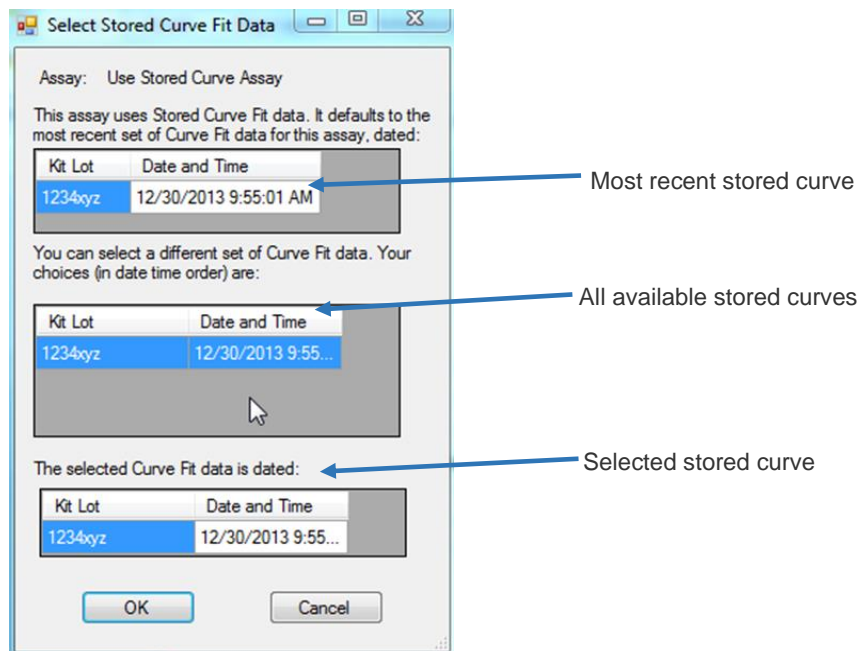 Select Stored Curve Fit Data
Assay: Use Stored Curve Assay
This assay uses Stored Curve Fit data. It defaults to the
most recent set of Curve Fit data for this assay, dated:
Kit Lot Date and Time
1234xyz 12/30/2013 9:55:01 AM
Most recent stored curve
You can select a different set of Curve Fit data. Your
choices (in date time order) are:
All available stored curves
Kit Lot Date and Time
1234xyz 12/30/2013 9:55...
The selected Curve Fit data is dated:
Selected stored curve
Kit Lot Date and Time
1234xyz 12/30/2013 9:55...
OK Cancel